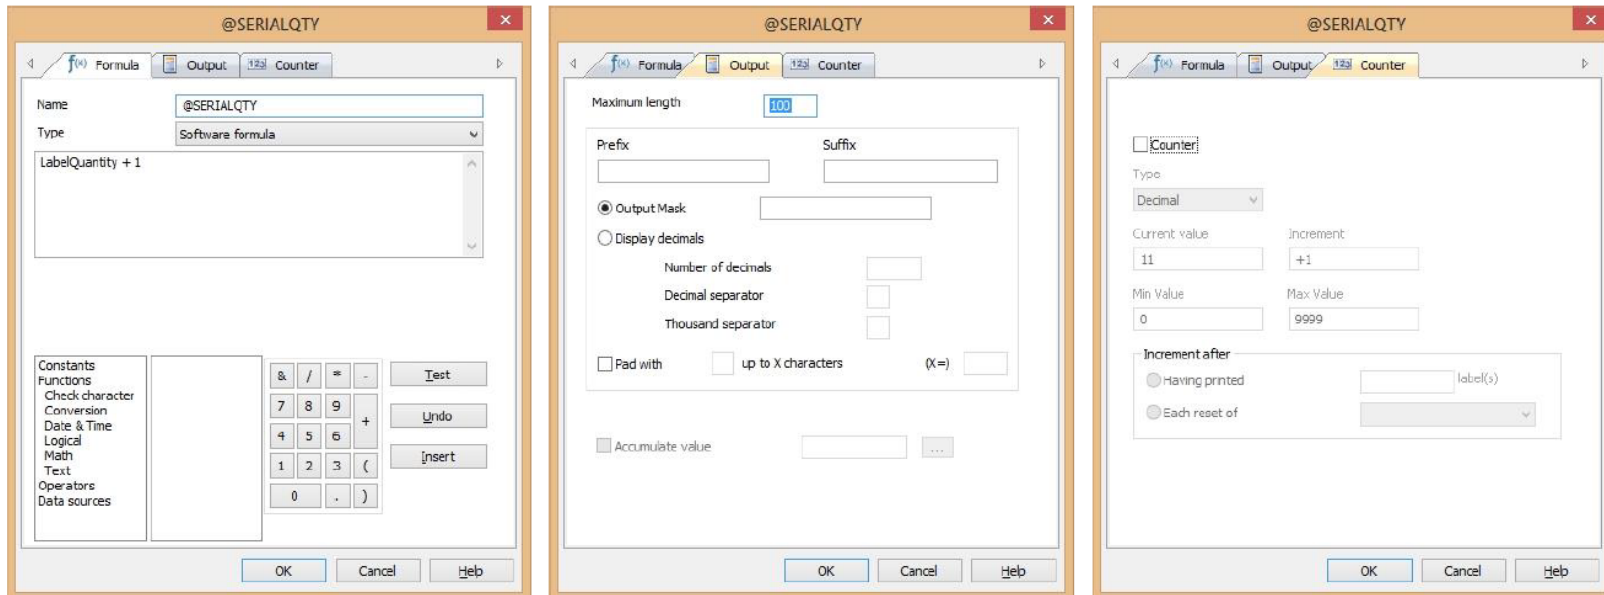 @SERIALQTY
Formula
Output
Counter
Name
@SERIALQTY
Type
Software formula
LabelQuantity + 1
Constants
Functions
Check character
Conversion
Date & Time
Logical
Math
Text
Operators
Data sources
& / * -
7 8 9
+
4 5 6
1 2 3 (
0 . )
Test
Undo
Insert
OK
Cancel
Help
@SERIALQTY
Formula
Output
Counter
Maximum length
100
Prefix
Suffix
Output Mask
Display decimals
Number of decimals
Decimal separator
Thousand separator
Pad with
up to X characters
(X=)
Accumulate value
...
OK
Cancel
Help
@SERIALQTY
Formula
Output
Counter
Counter
Type
Decimal
Current value
Increment
11
+1
Min Value
Max Value
0
9999
Increment after
Having printed
label(s)
Each reset of
OK
Cancel
Help